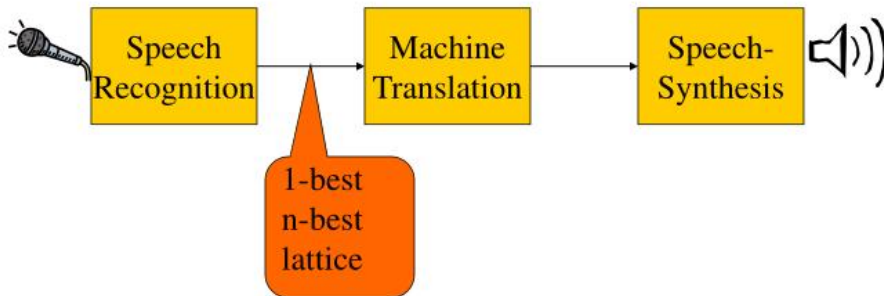 Speech
Recognition
Machine
Translation
Speech-
Synthesis
1-best
n-best
lattice